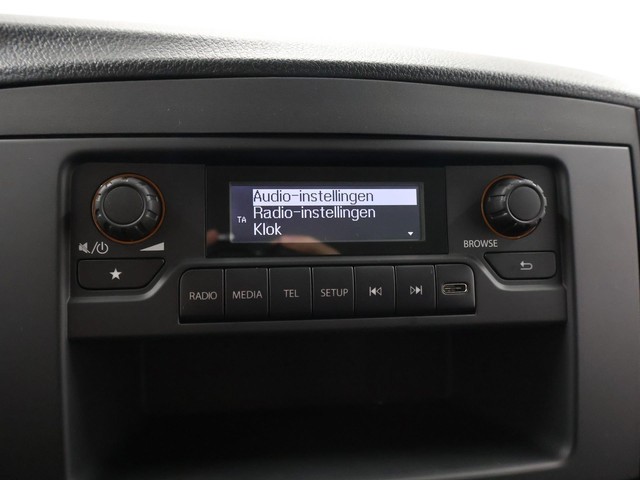 Audio-instellingen
Radio-instellingen
TA
Klok
BROWSE
RADIO
MEDIA
TEL
SETUP